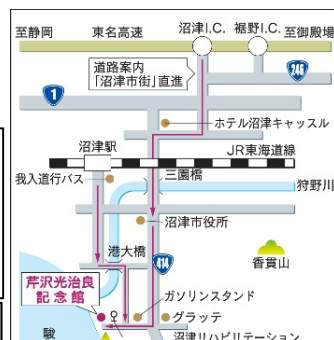 至静岡
東名高速
沼津I.C.
裾野I.C.
至御殿場
道路案内
「沼津市街」直進
246
1
ホテル沼津キャッスル
沼津駅
JR東海道線
我入道行バス
三園橋
狩野川
沼津市役所
港大橋
414
香貫山
芹沢光治良
記念館
ガソリンスタンド
グラッテ
駿
沼津リハビリテーション